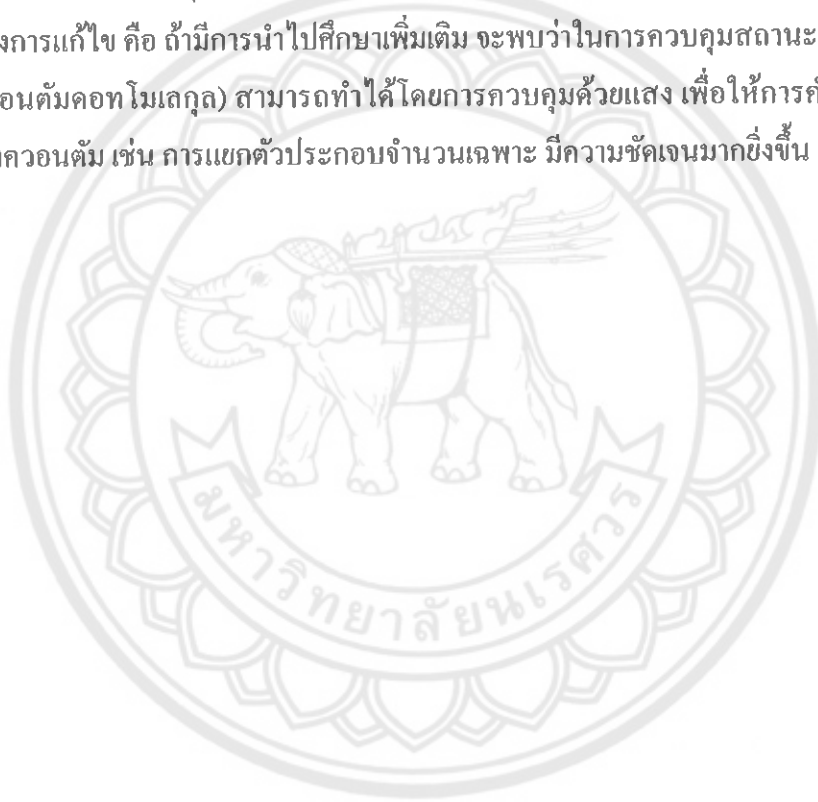 งการแก้ไข คือ ถ้ามีการนำไปศึกษาเพิ่มเติม จะพบว่าในการควบคุมสถานะ
อนตัมดอทโมเลกุล) สามารถทำได้โดยการควบคุมด้วยแสง เพื่อให้การคำ
ควอนตัม เช่น การแยกตัวประกอบจำนวนเฉพาะ มีความชัดเจนมากยิ่งขึ้น
มหาวิทยาลัยนเรศวร